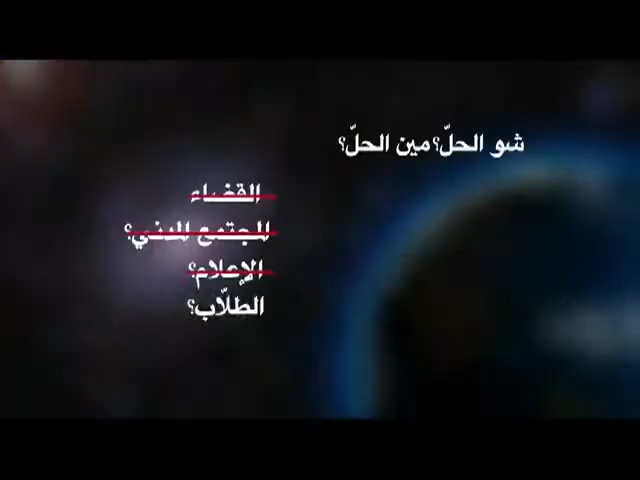 شو الحلّ؟ مين الحلّ؟
القضاء
المجتمع المدني؟
الإعلام؟
الطلّاب؟